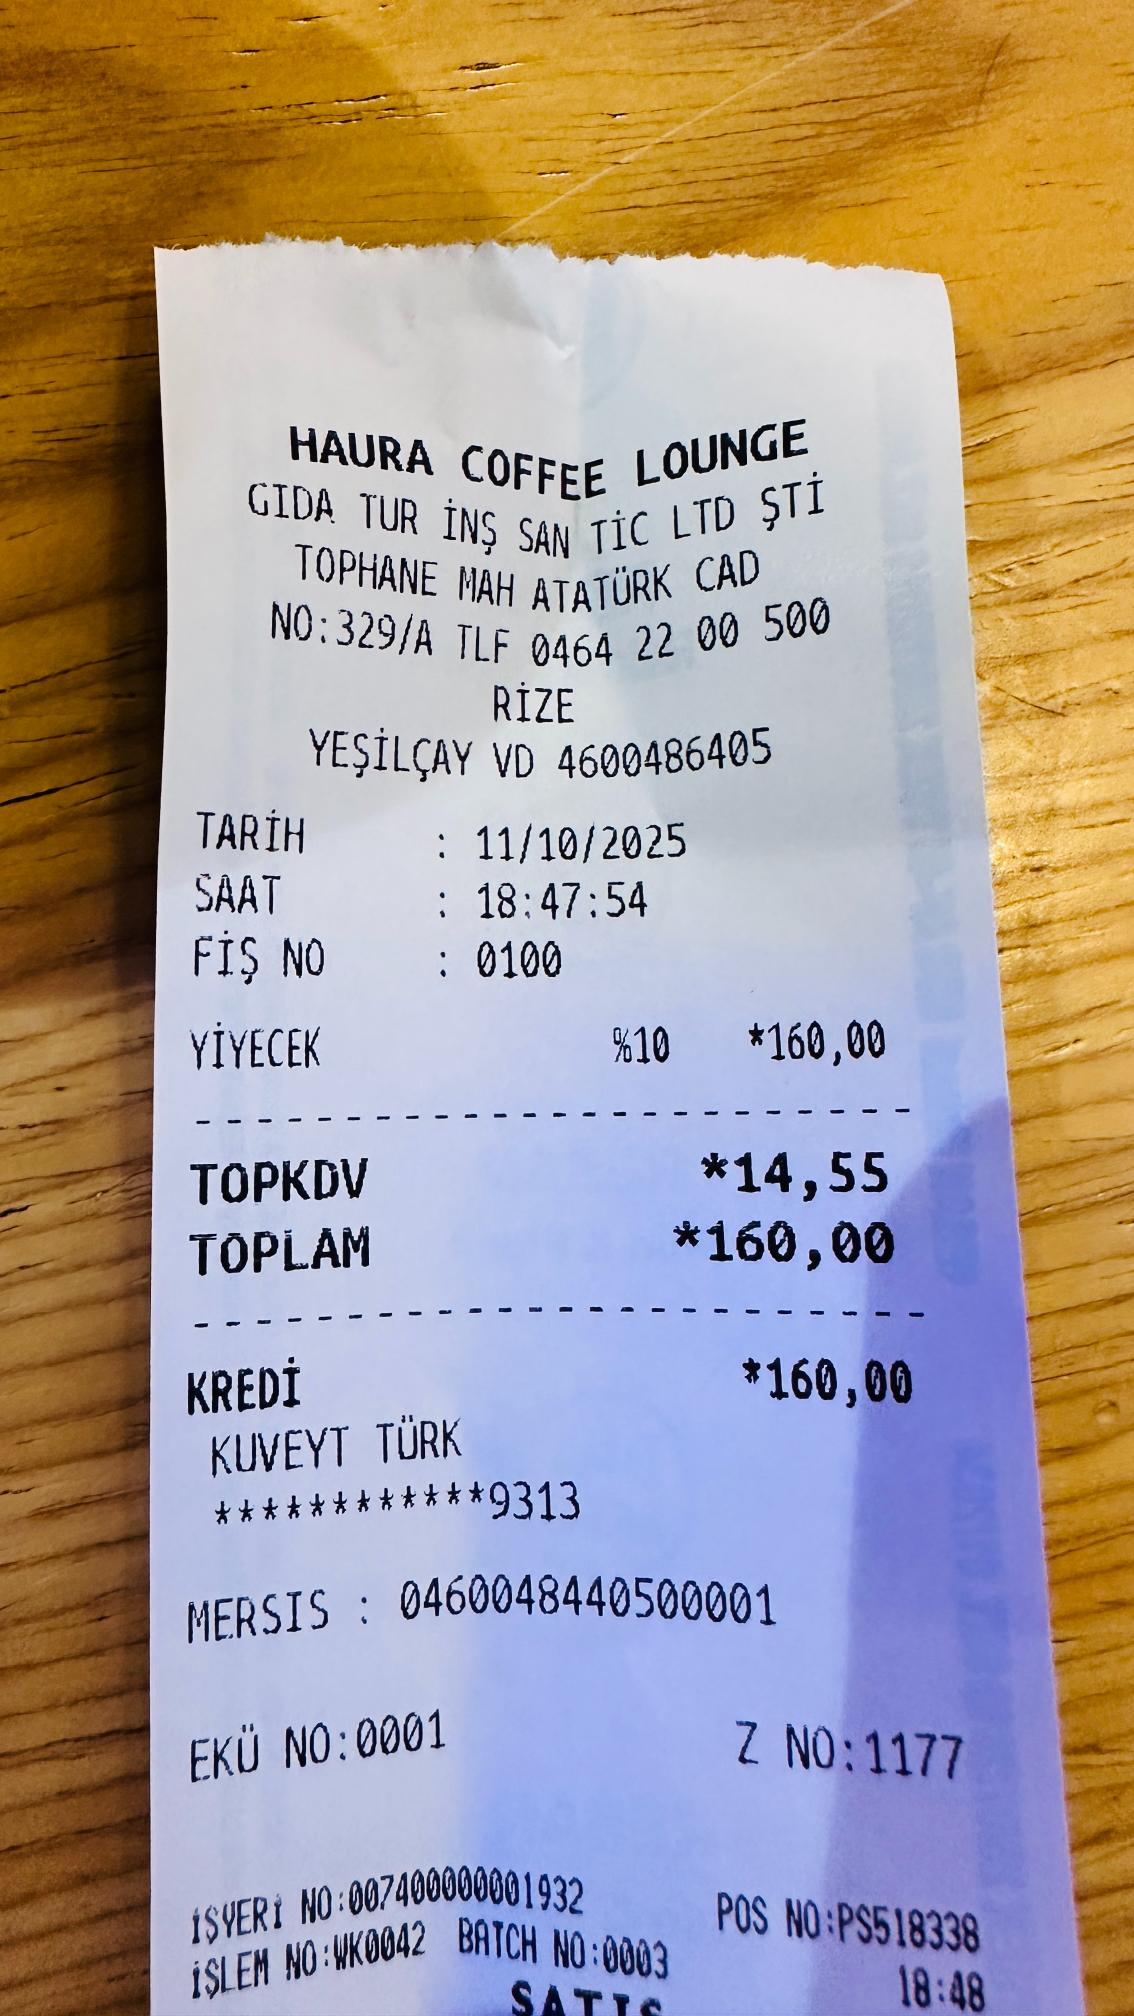 HAURA COFFEE LOUNGE
GIDA TUR İNŞ SAN TİC LTD ŞTİ
TOPHANE MAH ATATÜRK CAD
NO:329/A TLF 0464 22 00 500
RİZE
YEŞİLÇAY VD 4600486405
TARİH : 11/10/2025
SAAT : 18:47:54
FİŞ NO : 0100
YİYECEK %10 *160,00
TOPKDV *14,55
TOPLAM *160,00
KREDİ *160,00
KUVEYT TÜRK
************9313
MERSIS : 0460048440500001
EKÜ NO:0001 Z NO:1177
İŞYERİ NO:007400000001932 POS NO:PS518338
İŞLEM NO:WK0042 BATCH NO:0003 18:48
SATIŞ